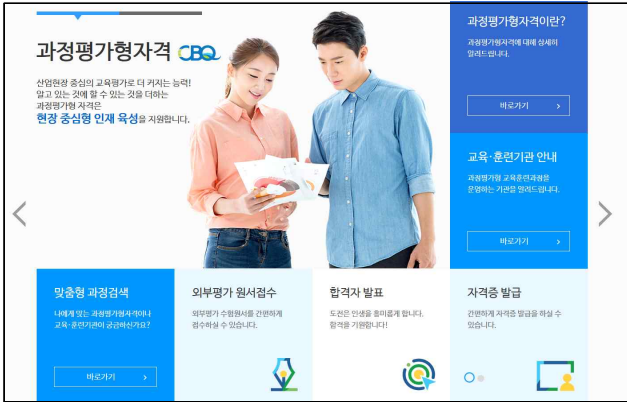 과정평가형자격 CBQ
산업현장 중심의 교육평가로 더 커지는 능력!
알고 있는 것에 할 수 있는 것을 더하는
과정평가형 자격은
현장 중심형 인재 육성을 지원합니다.
과정평가형자격이란?
과정평가형자격에 대해 상세히
알려드립니다.
바로가기
교육·훈련기관 안내
과정평가형 교육훈련과정을
운영하는 기관을 알려드립니다.
바로가기
맞춤형 과정검색
나에게 맞는 과정평가형자격이나
교육·훈련기관이 궁금하신가요?
바로가기
외부평가 원서접수
외부평가 수험원서를 간편하게
접수하실 수 있습니다.
합격자 발표
도전은 인생을 흥미롭게 합니다.
합격을 기원합니다!
자격증 발급
간편하게 자격증 발급을 하실 수
있습니다.